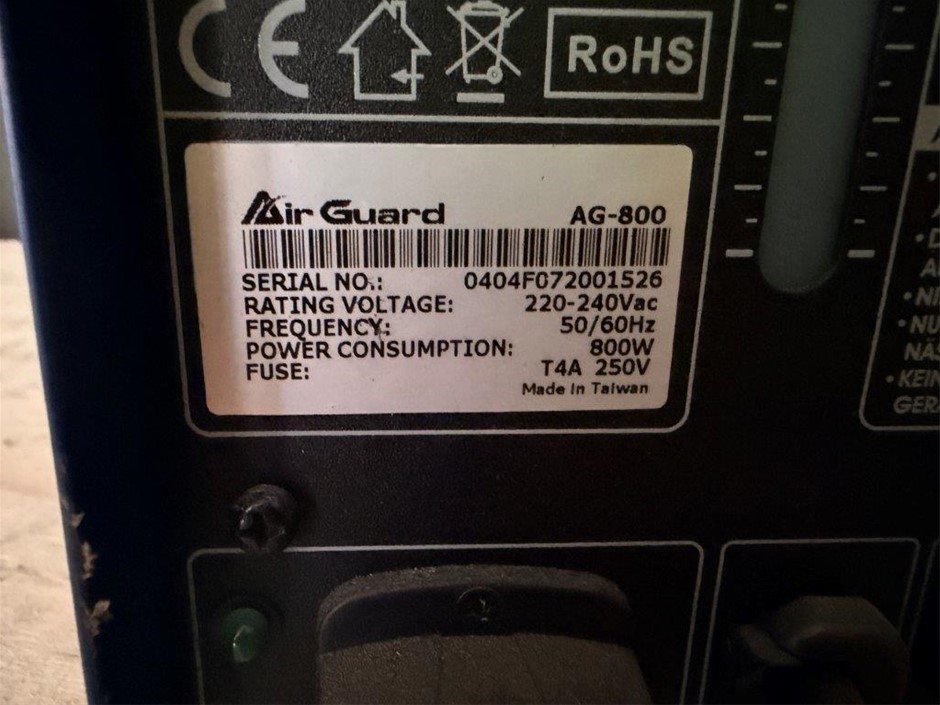 CE
RoHS
Air Guard AG-800
SERIAL NO.: 0404F072001526
RATING VOLTAGE: 220-240Vac
FREQUENCY: 50/60Hz
POWER CONSUMPTION: 800W
FUSE: T4A 250V
Made In Taiwan